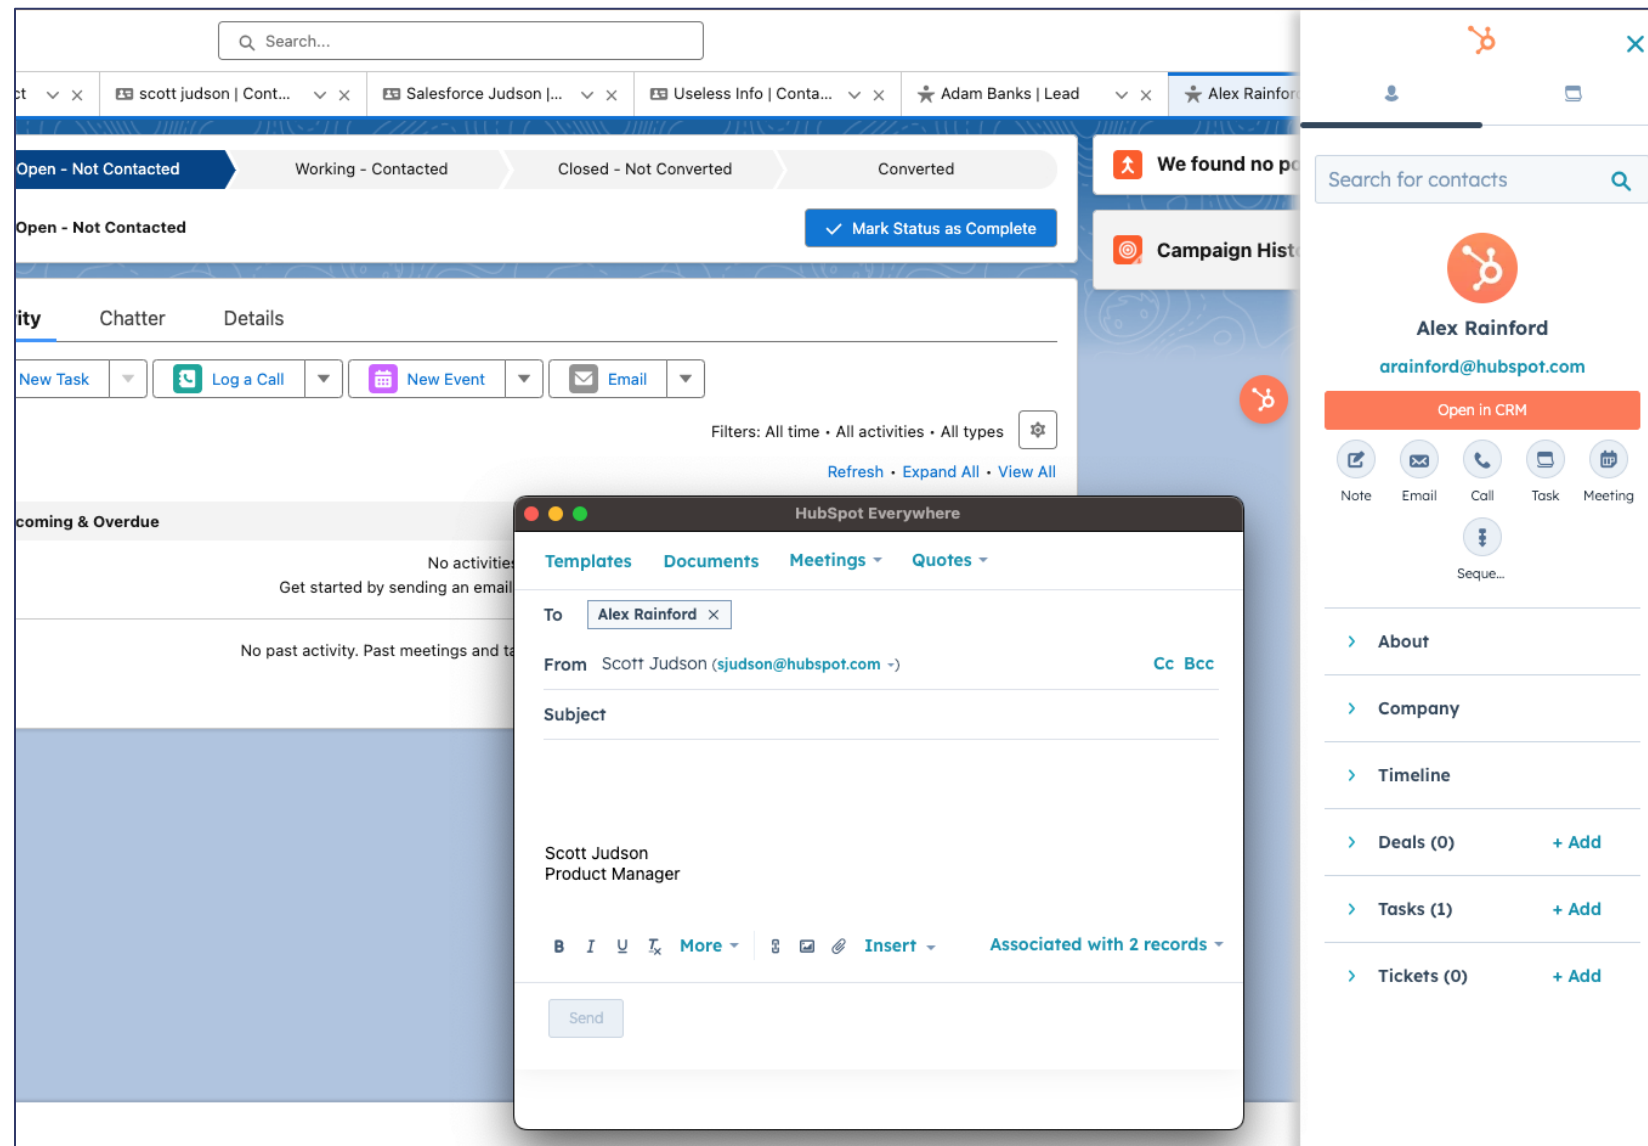 Search...
ct
scott judson | Cont...
Salesforce Judson |...
Useless Info | Conta...
Adam Banks | Lead
Alex Rainford
Open - Not Contacted
Working - Contacted
Closed - Not Converted
Converted
Open - Not Contacted
Mark Status as Complete
We found no po
Campaign Histo
ity
Chatter
Details
New Task
Log a Call
New Event
Email
Filters: All time • All activities • All types
Refresh • Expand All • View All
coming & Overdue
No activities
Get started by sending an email
No past activity. Past meetings and ta
HubSpot Everywhere
Templates
Documents
Meetings
Quotes
To
Alex Rainford
From Scott Judson (sjudson@hubspot.com)
Cc Bcc
Subject
Scott Judson
Product Manager
B I U Tx More
Insert
Associated with 2 records
Send
Search for contacts
Alex Rainford
arainford@hubspot.com
Open in CRM
Note
Email
Call
Task
Meeting
Seque...
About
Company
Timeline
Deals (0)
+ Add
Tasks (1)
+ Add
Tickets (0)
+ Add